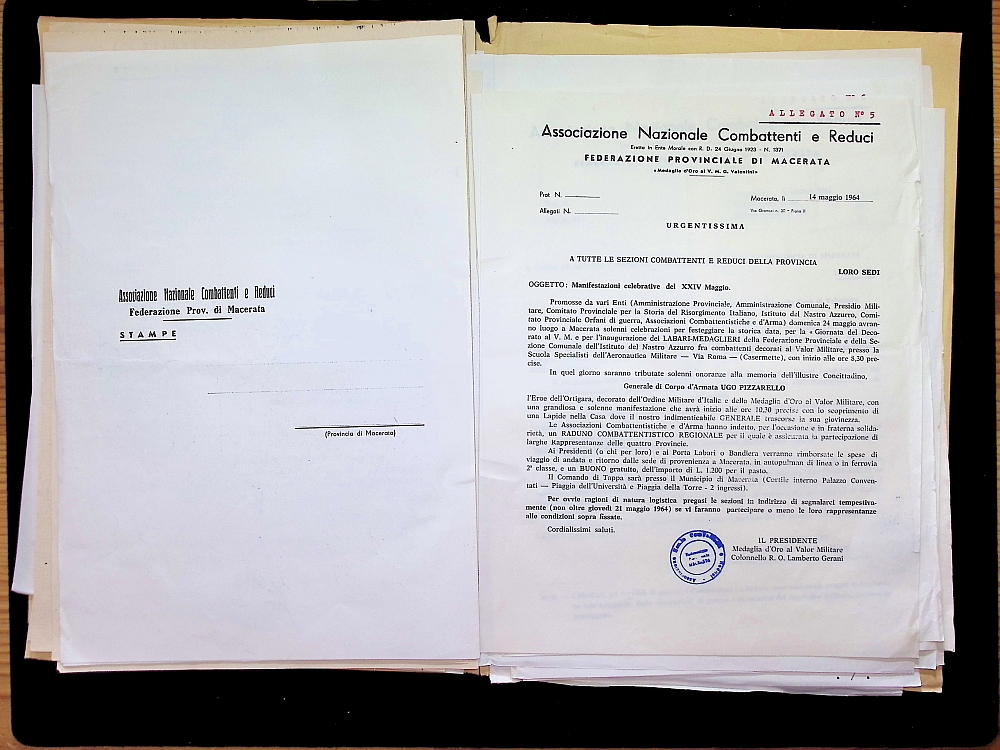 Associazione Nazionale Combattenti e Reduci
Federazione Prov. di Macerata
STAMPE
(Provincia di Macerata)
ALLEGATO Nº 5
Associazione Nazionale Combattenti e Reduci
Eretta in Ente Morale con R. D. 24 Giugno 1923 - N. 1371
FEDERAZIONE PROVINCIALE DI MACERATA
«Medaglia d'Oro al V. M. G. Valentini»
Prot. N.
Macerata, lì 14 maggio 1964
Allegati N.
Via Gramsci n. - Piano II
URGENTISSIMA
A TUTTE LE SEZIONI COMBATTENTI E REDUCI DELLA PROVINCIA
LORO SEDI
OGGETTO: Manifestazioni celebrative del XXIV Maggio.
Promosse da vari Enti (Amministrazione Provinciale, Amministrazione Comunale, Presidio Mili-
tare, Comitato Provinciale per la Storia del Risorgimento Italiano, Istituto del Nastro Azzurro, Comi-
tato Provinciale Orfani di guerra, Associazioni Combattentistiche e d'Arma) domenica 24 maggio avran-
no luogo a Macerata solenni celebrazioni per festeggiare la storica data, per la «Giornata del Deco-
rato al V. M. e per l'inaugurazione del LABARI-MEDAGLIERI della Federazione Provinciale e della Se-
zione Comunale dell'Istituto del Nastro Azzurro fra combattenti decorati al Valor Militare, presso la
Scuola Specialisti dell'Aeronautica Militare — Via Roma — (Casermette), con inizio alle ore 8,30 pre-
cise.
In quel giorno saranno tributate solenni onoranze alla memoria dell'illustre Concittadino,
Generale di Corpo d'Armata UGO PIZZARELLO
l'Eroe dell'Ortigara, decorato dell'Ordine Militare d'Italia e della Medaglia d'Oro al Valor Militare, con
una grandiosa e solenne manifestazione che avrà inizio alle ore 10,30 precise con lo scoprimento di
una Lapide nella Casa dove il nostro indimenticabile GENERALE trascorse la sua giovinezza.
Le Associazioni Combattentistiche e d'Arma hanno indetto, per l'occasione e in fraterna solida-
rietà, un RADUNO COMBATTENTISTICO REGIONALE per il quale è assicurata la partecipazione di
larghe Rappresentanze delle quattro Provincie.
Ai Presidenti (o chi per loro) e ai Porta Labari o Bandiera verranno rimborsate le spese di
viaggio di andata e ritorno dalle sede di provenienza a Macerata, in autopulman di linea o in ferrovia
2ª classe, e un BUONO gratuito, dell'importo di L. 1.200 per il pasto.
Il Comando di Tappa sarà presso il Municipio di Macerata (Cortile interno Palazzo Conven-
tati — Piaggia dell'Università e Piaggia della Torre - 2 ingressi).
Per ovvie ragioni di natura logistica pregasi le sezioni in indirizzo di segnalarci tempestiva-
mente (non oltre giovedì 21 maggio 1964) se vi faranno partecipare o meno le loro rappresentanze
alle condizioni sopra fissate.
Cordialissimi saluti.
IL PRESIDENTE
Medaglia d'Oro al Valor Militare
Colonnello R. O. Lamberto Gerani